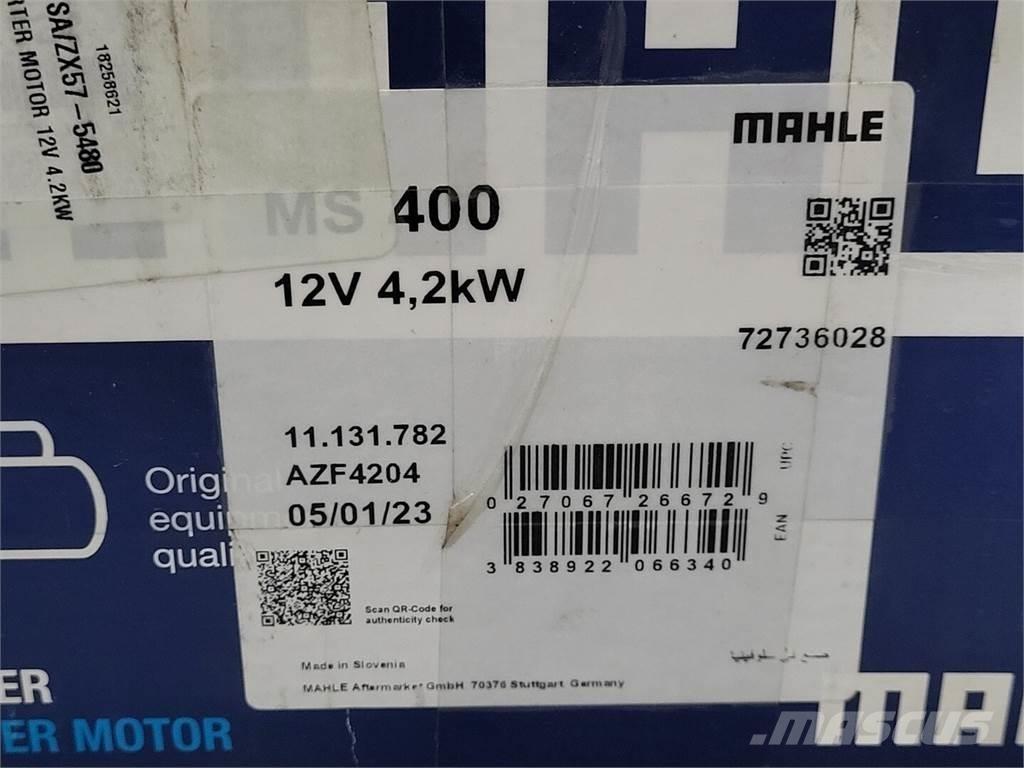 SA/ZX57-5480
18258621
MOTOR 12V 4.2KW
MAHLE
MS 400
12V 4,2kW
72736028
11.131.782
AZF4204
05/01/23
Original
equipm
quali
0 27067 26672 9
UPC
EAN
3 838922 066340
Scan QR-Code for
authenticity check
Made in Slovenia
MAHLE Aftermarket GmbH 70376 Stuttgart Germany
ER
ER MOTOR
MAH
MASCUS